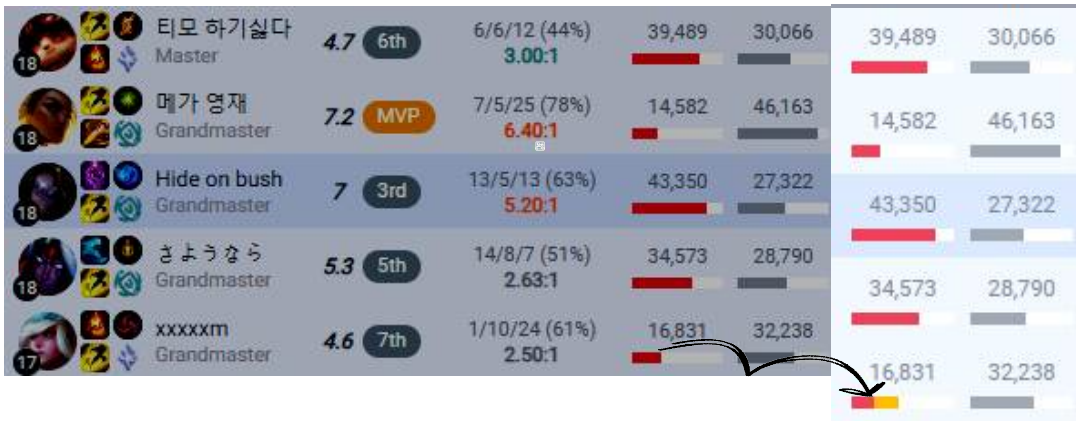 티모 하기싫다 4.7 6th 6/6/12 (44%) 39,489 30,066 39,489 30,066
18 Master 3.00:1
메가 영재 7.2 MVP 7/5/25 (78%) 14,582 46,163 14,582 46,163
18 Grandmaster 6.40:1
Hide on bush 7 3rd 13/5/13 (63%) 43,350 27,322 43,350 27,322
18 Grandmaster 5.20:1
さようなら 5.3 5th 14/8/7 (51%) 34,573 28,790 34,573 28,790
18 Grandmaster 2.63:1
xxxxxm 4.6 7th 1/10/24 (61%) 16,831 32,238 16,831 32,238
17 Grandmaster 2.50:1